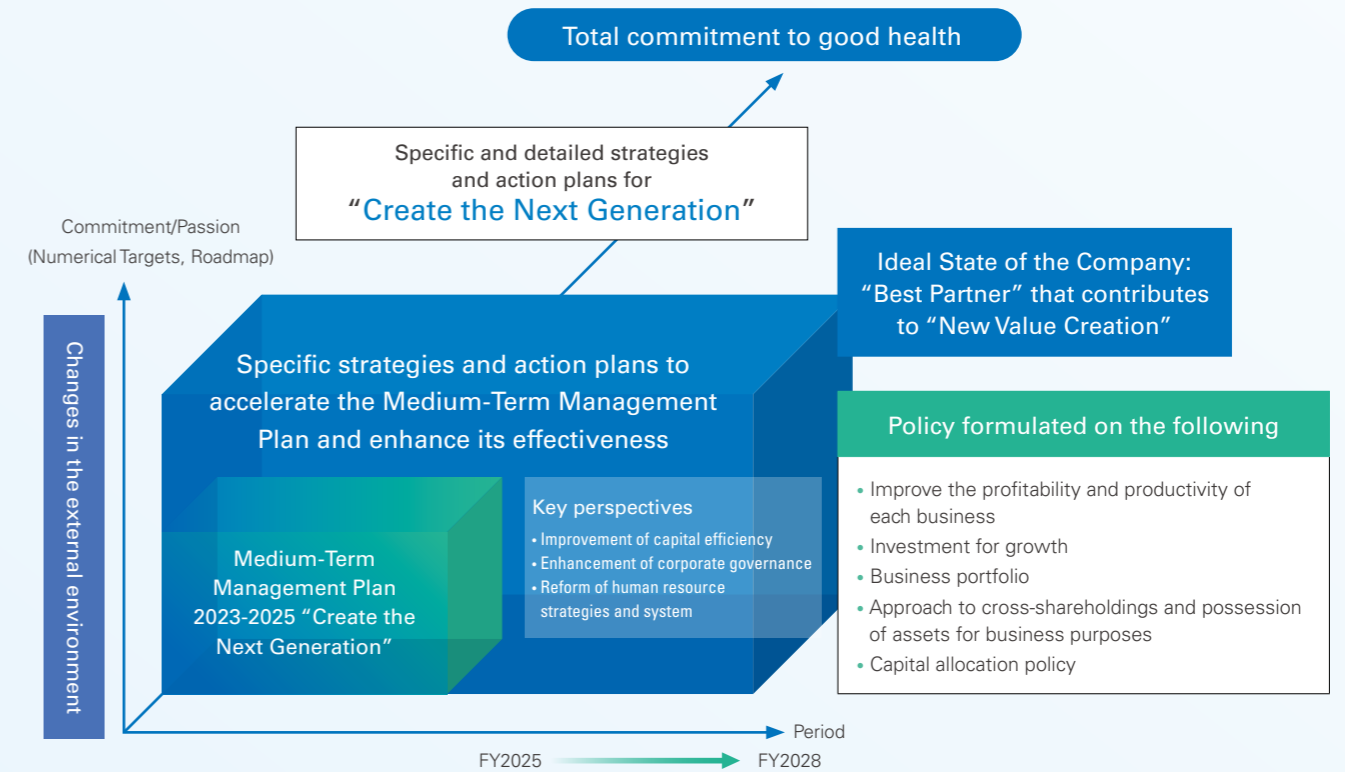 Total commitment to good health
Specific and detailed strategies
and action plans for
“Create the Next Generation”
Commitment/Passion
(Numerical Targets, Roadmap)
Changes in the external environment
Ideal State of the Company:
“Best Partner” that contributes
to “New Value Creation”
Specific strategies and action plans to
accelerate the Medium-Term Management
Plan and enhance its effectiveness
Medium-Term
Management Plan
2023-2025 “Create the
Next Generation”
Key perspectives
• Improvement of capital efficiency
• Enhancement of corporate governance
• Reform of human resource
strategies and system
Policy formulated on the following
• Improve the profitability and productivity of
each business
• Investment for growth
• Business portfolio
• Approach to cross-shareholdings and possession
of assets for business purposes
• Capital allocation policy
Period
FY2025
FY2028